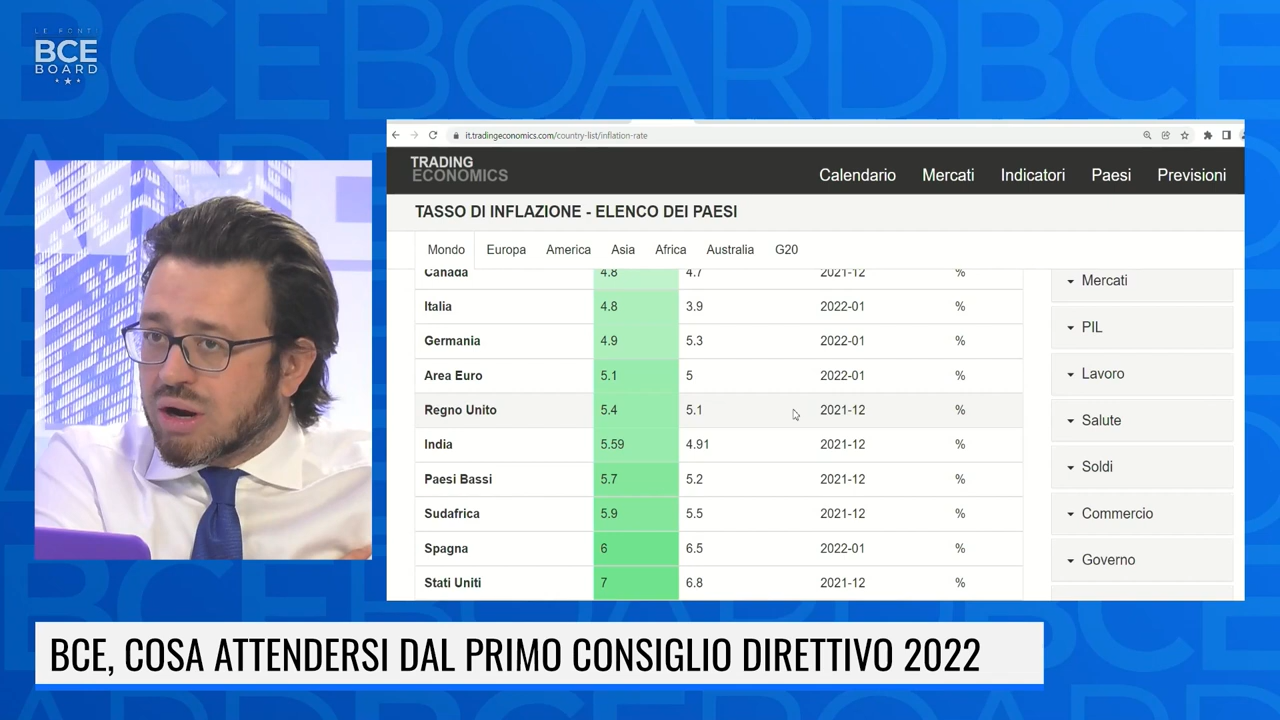 LE FONTI
BCE
BOARD
it.tradingeconomics.com/country-list/inflation-rate
TRADING
ECONOMICS
Calendario Mercati Indicatori Paesi Previsioni
TASSO DI INFLAZIONE - ELENCO DEI PAESI
Mondo Europa America Asia Africa Australia G20
Canada 4.8 4.7 2021-12 %
Italia 4.8 3.9 2022-01 %
Germania 4.9 5.3 2022-01 %
Area Euro 5.1 5 2022-01 %
Regno Unito 5.4 5.1 2021-12 %
India 5.59 4.91 2021-12 %
Paesi Bassi 5.7 5.2 2021-12 %
Sudafrica 5.9 5.5 2021-12 %
Spagna 6 6.5 2022-01 %
Stati Uniti 7 6.8 2021-12 %
Mercati
PIL
Lavoro
Salute
Soldi
Commercio
Governo
BCE, COSA ATTENDERSI DAL PRIMO CONSIGLIO DIRETTIVO 2022